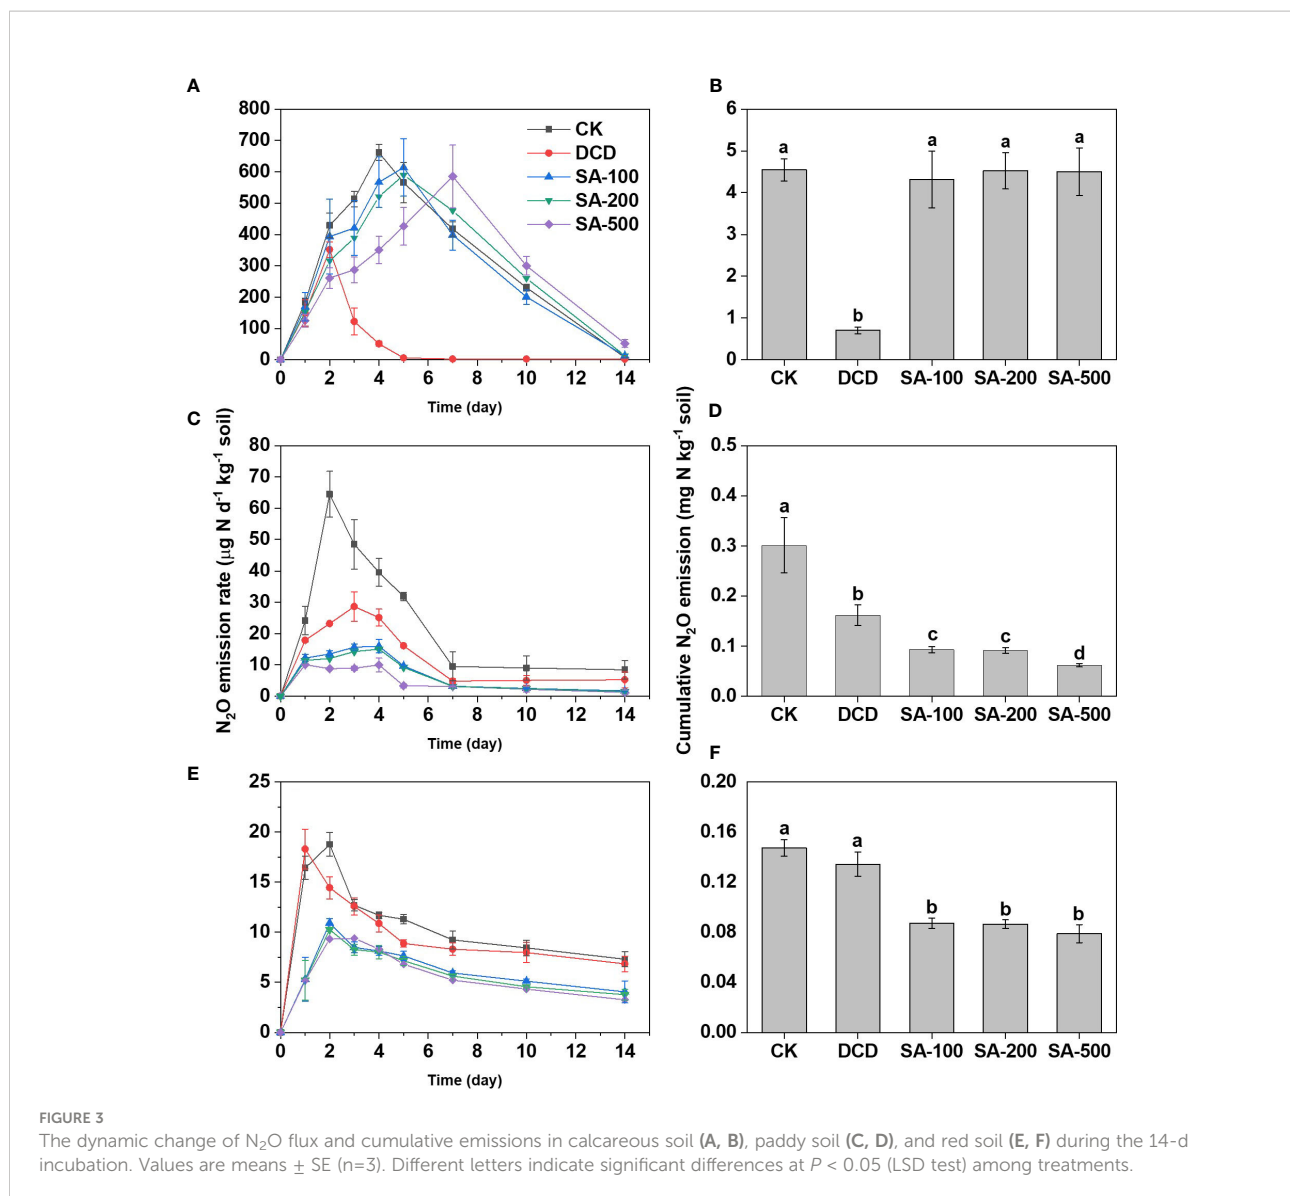 A
800
700
600
500
400
300
200
100
0
CK
DCD
SA-100
SA-200
SA-500
0 2 4 6 8 10 12 14
Time (day)
B
6
5
4
3
2
1
0
a
b
a
a
a
CK DCD SA-100 SA-200 SA-500
C
N₂O emission rate (μg N d⁻¹ kg⁻¹ soil)
80
70
60
50
40
30
20
10
0
0 2 4 6 8 10 12 14
Time (day)
D
Cumulative N₂O emission (mg N kg⁻¹ soil)
0.5
0.4
0.3
0.2
0.1
0.0
a
b
c
c
d
CK DCD SA-100 SA-200 SA-500
E
25
20
15
10
5
0
0 2 4 6 8 10 12 14
Time (day)
F
0.20
0.16
0.12
0.08
0.04
0.00
a
a
b
b
b
CK DCD SA-100 SA-200 SA-500
FIGURE 3
The dynamic change of N₂O flux and cumulative emissions in calcareous soil (A, B), paddy soil (C, D), and red soil (E, F) during the 14-d
incubation. Values are means ± SE (n=3). Different letters indicate significant differences at P < 0.05 (LSD test) among treatments.